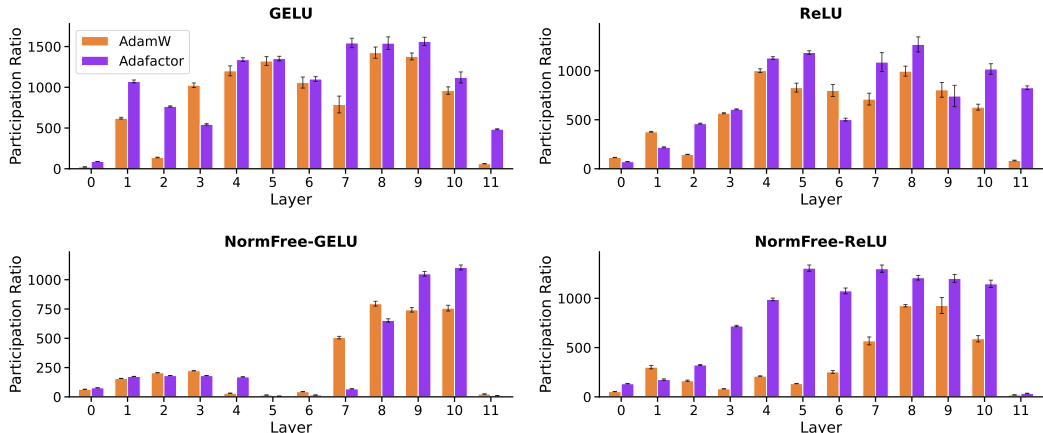 GELU
Participation Ratio
1500
1000
500
0
AdamW
Adafactor
0 1 2 3 4 5 6 7 8 9 10 11
Layer
ReLU
Participation Ratio
1000
500
0
0 1 2 3 4 5 6 7 8 9 10 11
Layer
NormFree-GELU
Participation Ratio
1000
750
500
250
0
0 1 2 3 4 5 6 7 8 9 10 11
Layer
NormFree-ReLU
Participation Ratio
1000
500
0
0 1 2 3 4 5 6 7 8 9 10 11
Layer